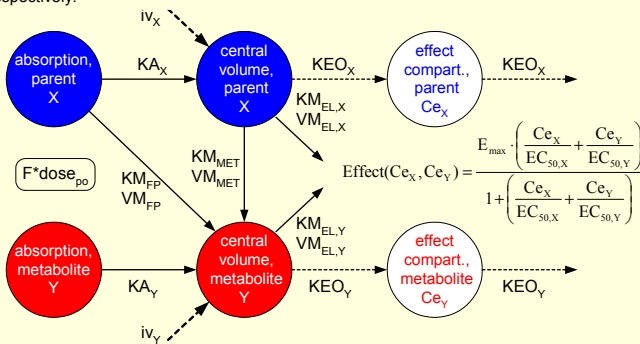 respectively.
iv_X
absorption,
parent
X
KA_X
central
volume,
parent
X
KEO_X
effect
compart.,
parent
Ce_X
KEO_X
KM_EL,X
VM_EL,X
F*dose_po
KM_FP
VM_FP
KM_MET
VM_MET
Effect(Ce_X, Ce_Y) = E_max · (Ce_X / EC_50,X + Ce_Y / EC_50,Y) / 1 + (Ce_X / EC_50,X + Ce_Y / EC_50,Y)
KM_EL,Y
VM_EL,Y
absorption,
metabolite
Y
KA_Y
central
volume,
metabolite
Y
KEO_Y
effect
compart.,
metabolite
Ce_Y
KEO_Y
iv_Y